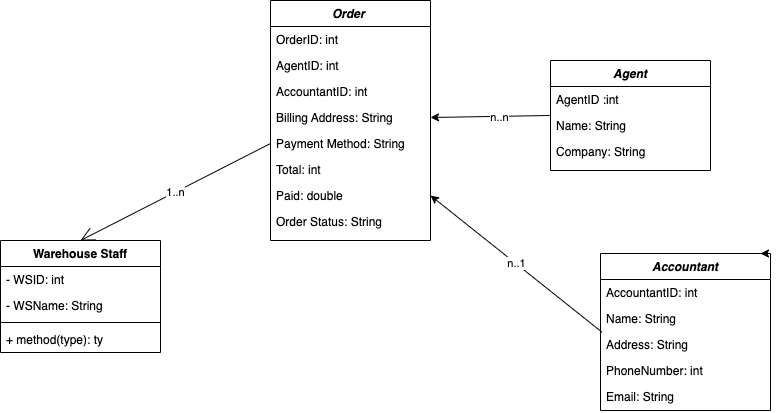 Order
OrderID: int
AgentID: int
AccountantID: int
Billing Address: String
Payment Method: String
Total: int
Paid: double
Order Status: String
Agent
AgentID :int
Name: String
Company: String
n..n
1..n
n..1
Warehouse Staff
- WSID: int
- WSName: String
+ method(type): ty
Accountant
AccountantID: int
Name: String
Address: String
PhoneNumber: int
Email: String